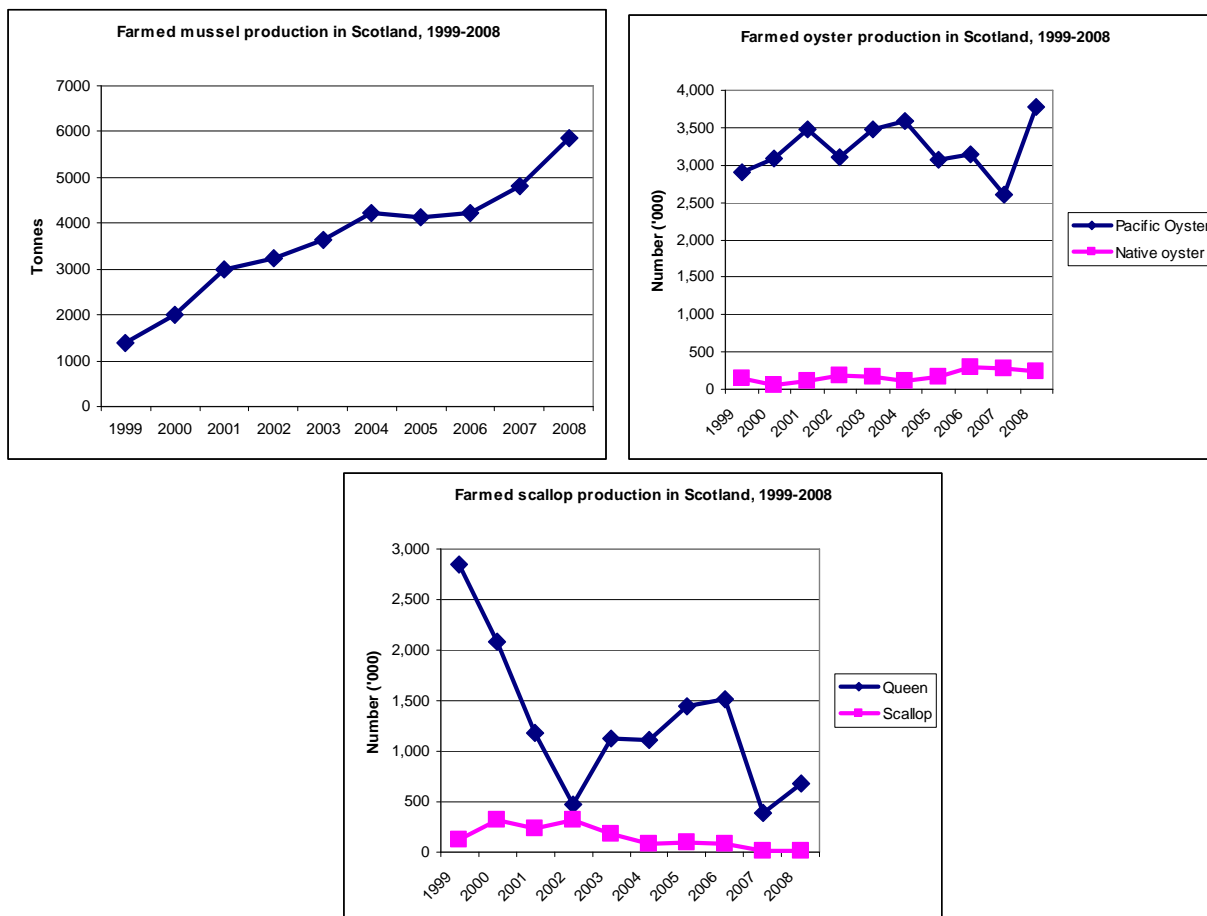 Farmed mussel production in Scotland, 1999-2008
7000
6000
5000
4000
3000
2000
1000
0
Tonnes
1999 2000 2001 2002 2003 2004 2005 2006 2007 2008
Farmed oyster production in Scotland, 1999-2008
4,000
3,500
3,000
2,500
2,000
1,500
1,000
500
0
Number ('000)
1999 2000 2001 2002 2003 2004 2005 2006 2007 2008
Pacific Oyster
Native oyster
Farmed scallop production in Scotland, 1999-2008
3,000
2,500
2,000
1,500
1,000
500
0
Number ('000)
1999 2000 2001 2002 2003 2004 2005 2006 2007 2008
Queen
Scallop